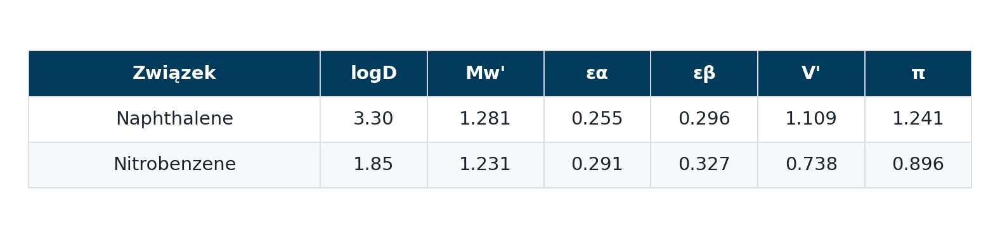 Związek logD Mw' εα εβ V' π
Naphthalene 3.30 1.281 0.255 0.296 1.109 1.241
Nitrobenzene 1.85 1.231 0.291 0.327 0.738 0.896